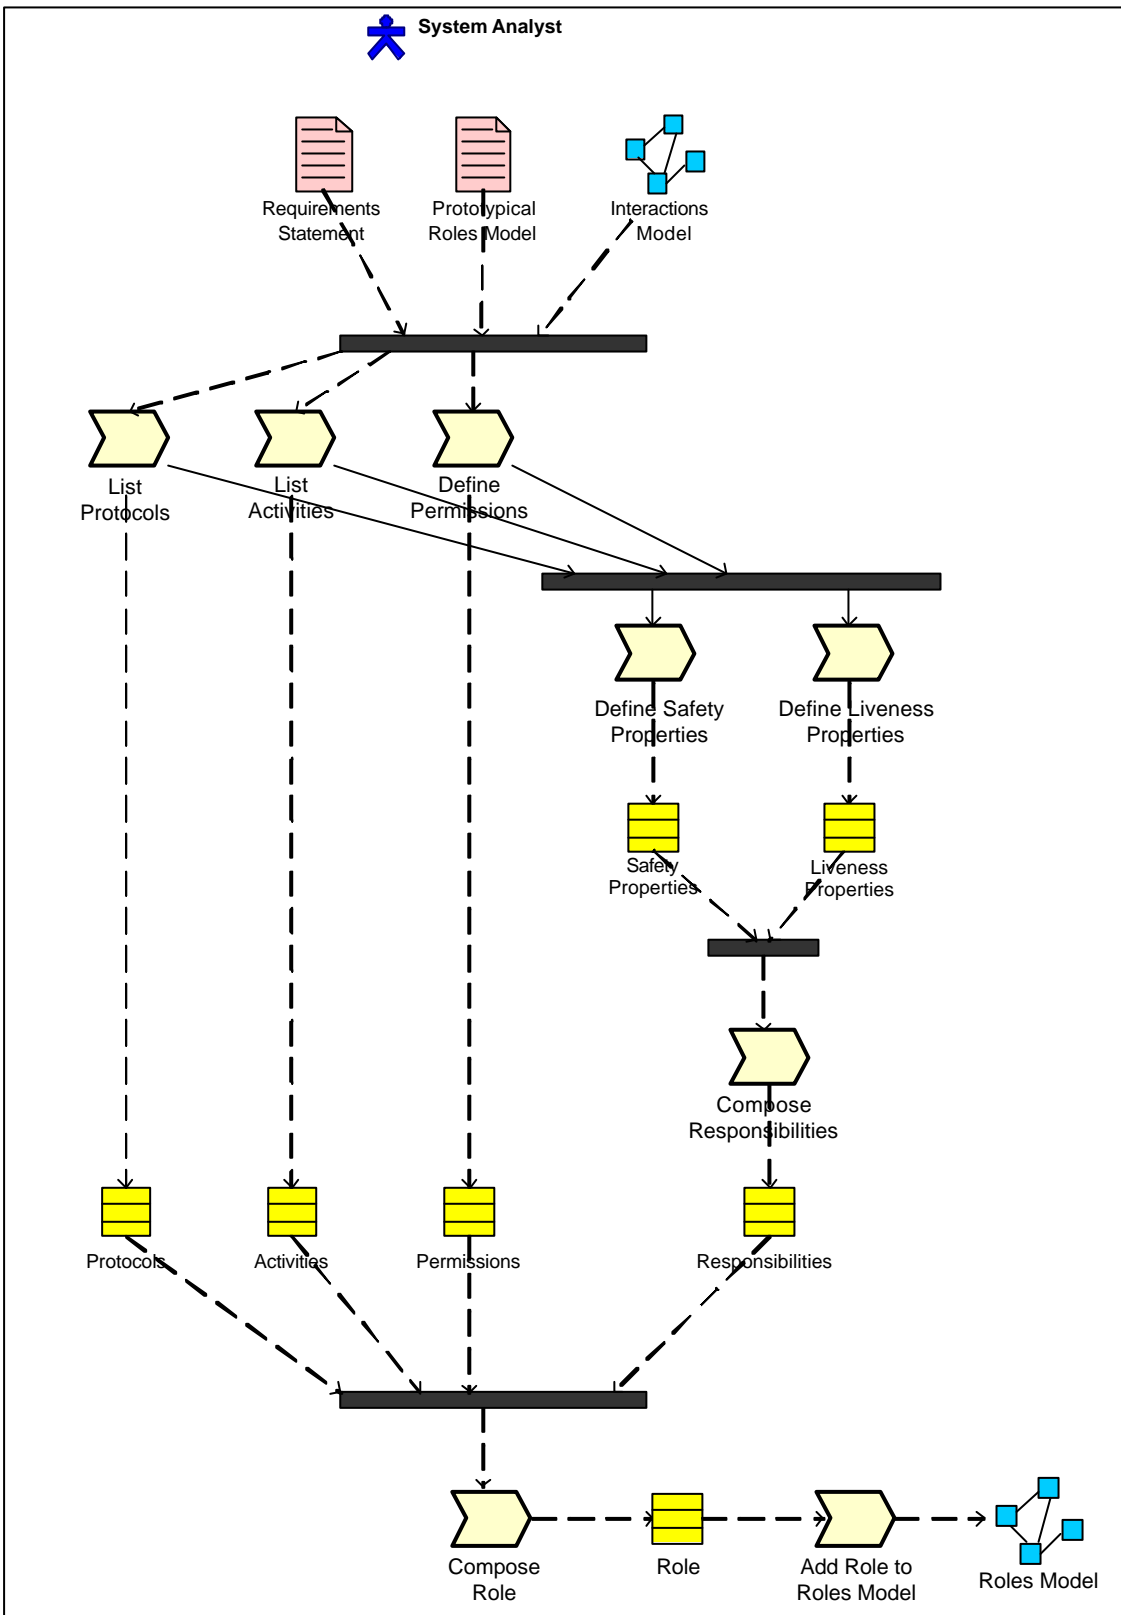 System Analyst
Requirements
Statement
Prototypical
Roles Model
Interactions
Model
List
Protocols
List
Activities
Define
Permissions
Define Safety
Properties
Define Liveness
Properties
Safety
Properties
Liveness
Properties
Compose
Responsibilities
Protocols
Activities
Permissions
Responsibilities
Compose
Role
Role
Add Role to
Roles Model
Roles Model